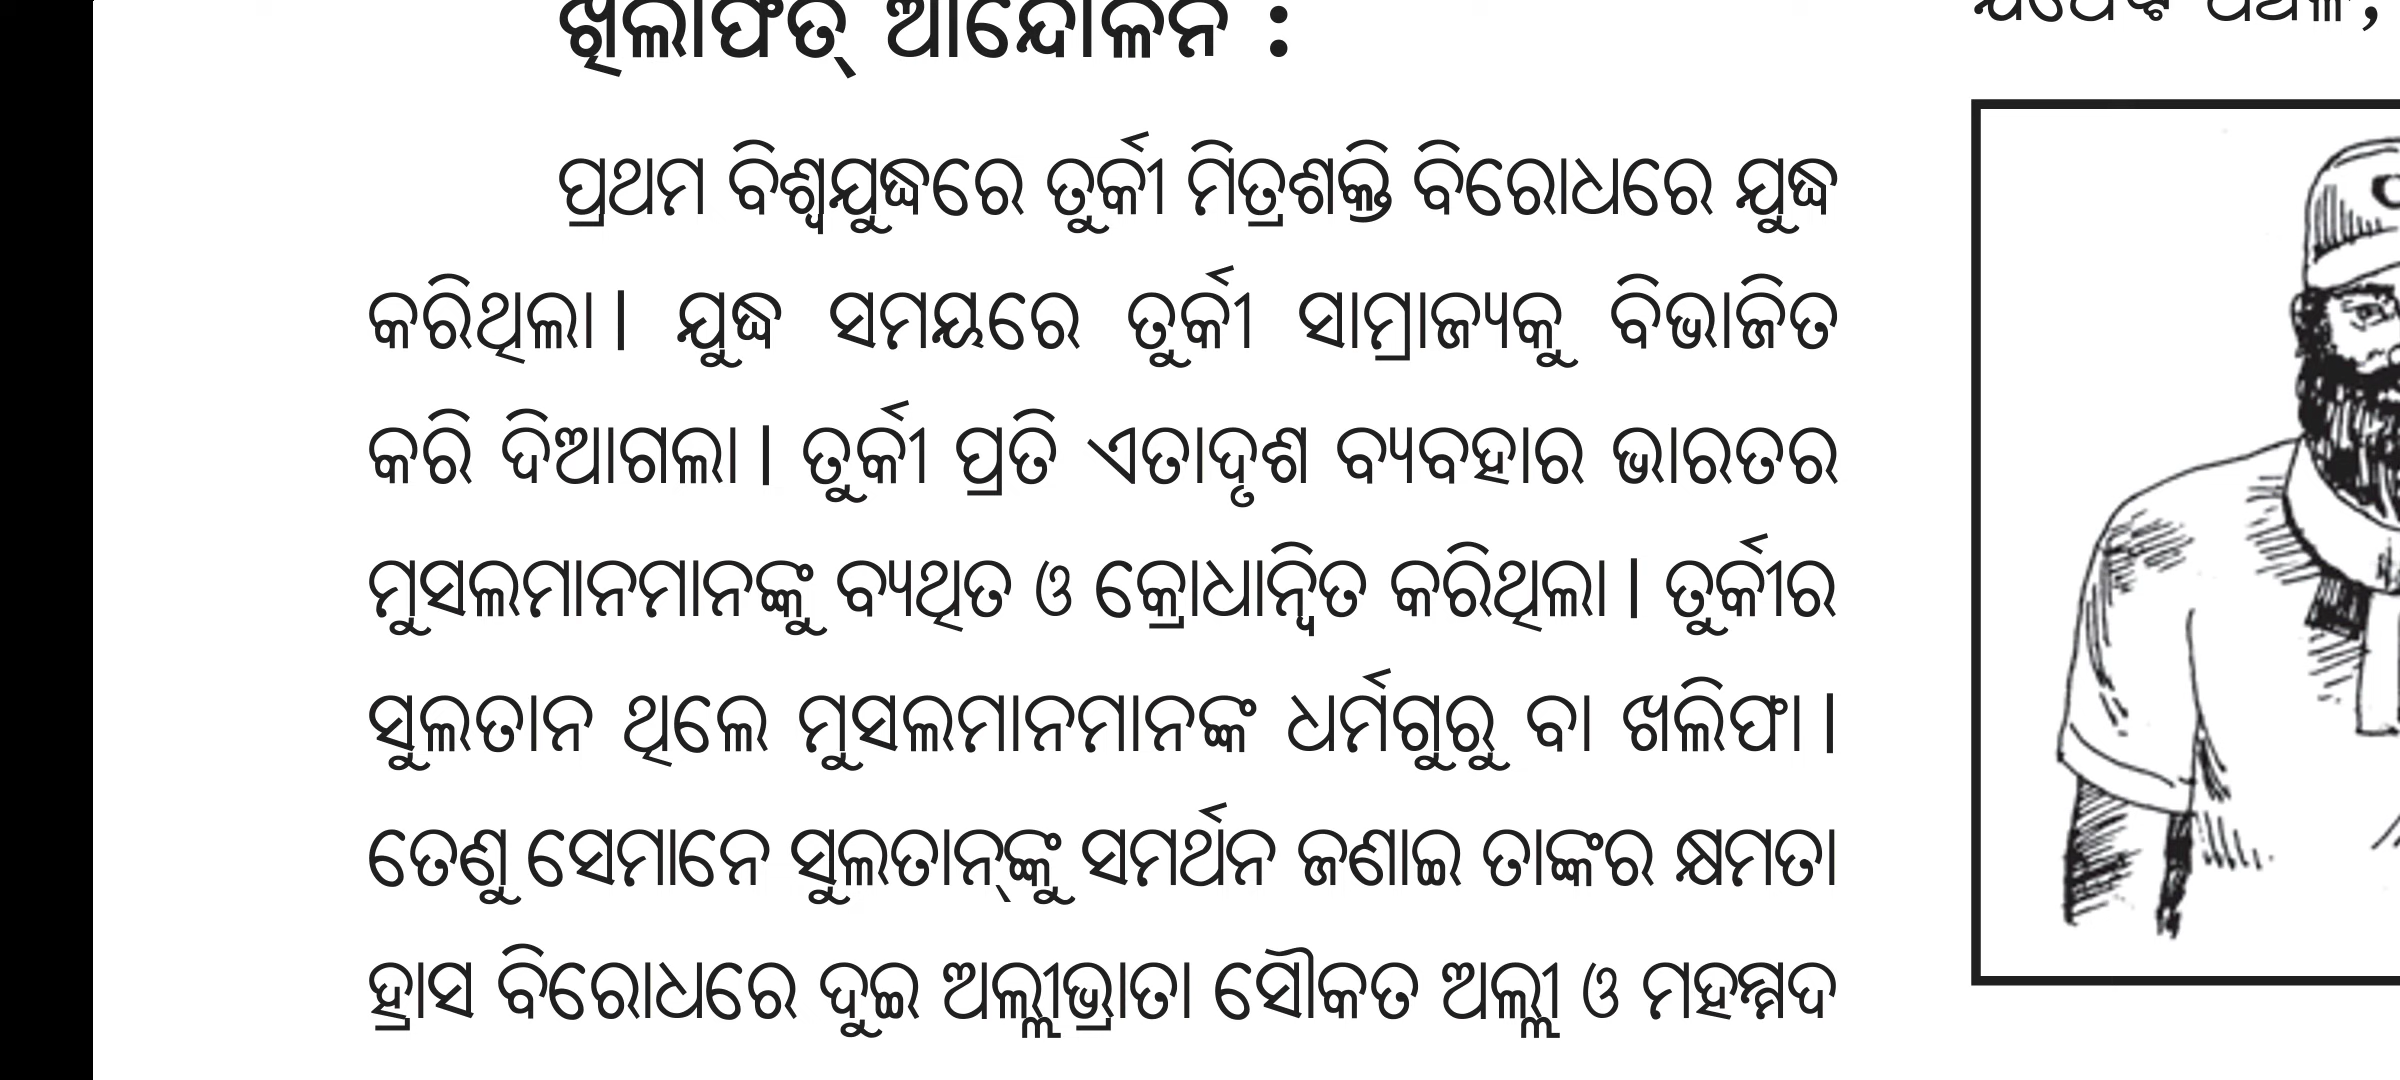 ଖିଲାଫତ୍ ଆନ୍ଦୋଳନ :
ପ୍ରଥମ ବିଶ୍ୱଯୁଦ୍ଧରେ ତୁର୍କୀ ମିତ୍ରଶକ୍ତି ବିରୋଧରେ ଯୁଦ୍ଧ
କରିଥିଲା। ଯୁଦ୍ଧ ସମୟରେ ତୁର୍କୀ ସାମ୍ରାଜ୍ୟକୁ ବିଭାଜିତ
କରି ଦିଆଗଲା। ତୁର୍କୀ ପ୍ରତି ଏତାଦୃଶ ବ୍ୟବହାର ଭାରତର
ମୁସଲମାନମାନଙ୍କୁ ବ୍ୟଥିତ ଓ କ୍ରୋଧାନ୍ୱିତ କରିଥିଲା। ତୁର୍କୀର
ସୁଲତାନ ଥିଲେ ମୁସଲମାନମାନଙ୍କ ଧର୍ମଗୁରୁ ବା ଖଲିଫା।
ତେଣୁ ସେମାନେ ସୁଲତାନ୍‌ଙ୍କୁ ସମର୍ଥନ ଜଣାଇ ତାଙ୍କର କ୍ଷମତା
ହ୍ରାସ ବିରୋଧରେ ଦୁଇ ଅଲ୍ଲୀଭ୍ରାତା ସୌକତ ଅଲ୍ଲୀ ଓ ମହମ୍ମଦ